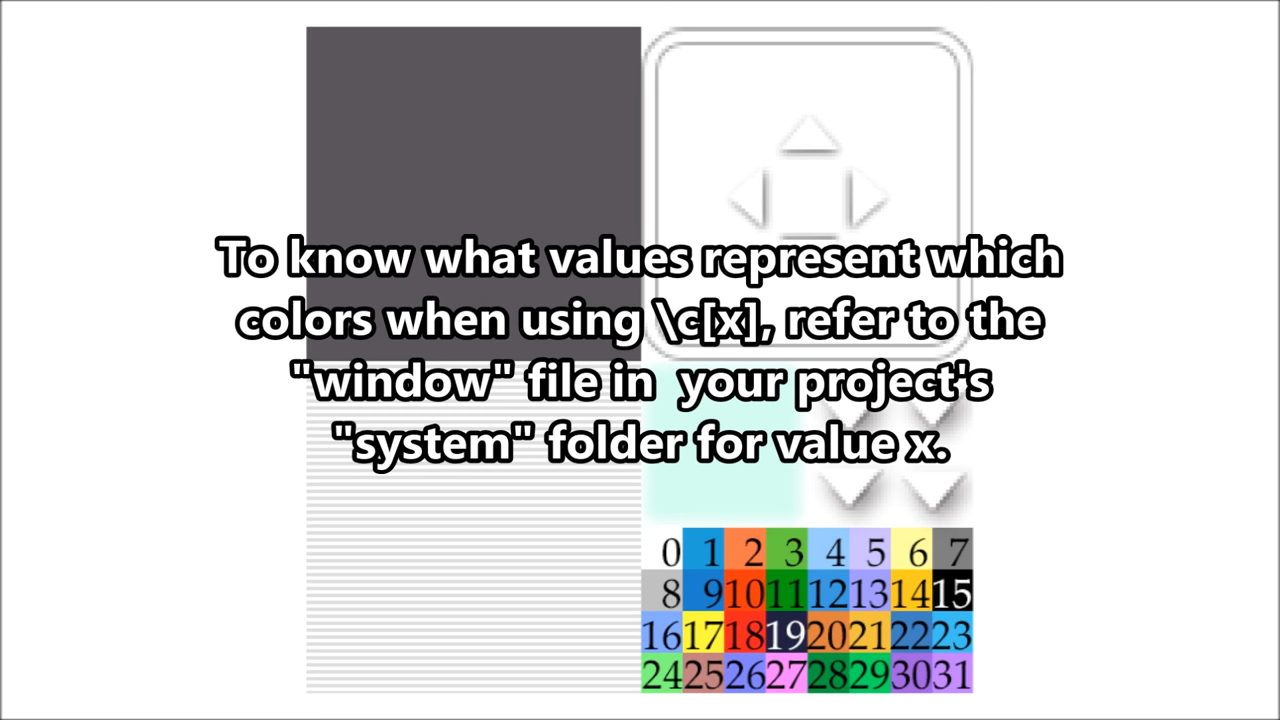 To know what values represent which
colors when using \c[x], refer to the
"window" file in  your project's
"system" folder for value x.
0 1 2 3 4 5 6 7
8 9 10 11 12 13 14 15
16 17 18 19 20 21 22 23
24 25 26 27 28 29 30 31